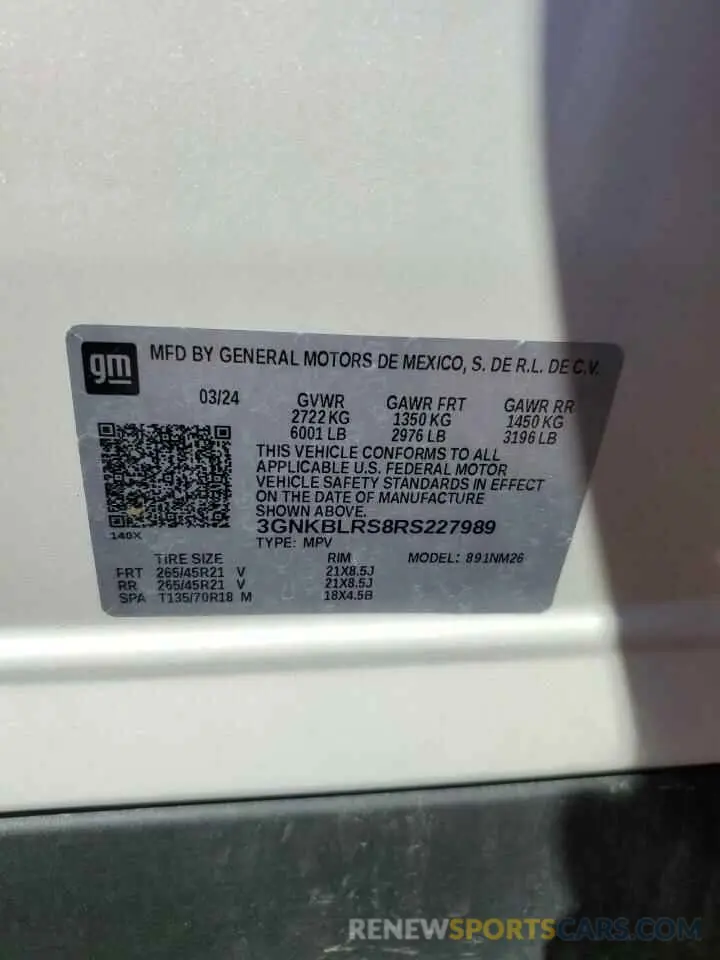 gm MFD BY GENERAL MOTORS DE MEXICO, S. DE R.L. DE C.V.
03/24 GVWR GAWR FRT GAWR RR
2722 KG 1350 KG 1450 KG
6001 LB 2976 LB 3196 LB
THIS VEHICLE CONFORMS TO ALL
APPLICABLE U.S. FEDERAL MOTOR
VEHICLE SAFETY STANDARDS IN EFFECT
ON THE DATE OF MANUFACTURE
SHOWN ABOVE.
3GNKBLRS8RS227989
140X
TYPE: MPV MODEL: 891NM26
TIRE SIZE RIM
FRT 265/45R21 V 21X8.5J
RR 265/45R21 V 21X8.5J
SPA T135/70R18 M 18X4.5B
RENEWSPORTSCARS.COM